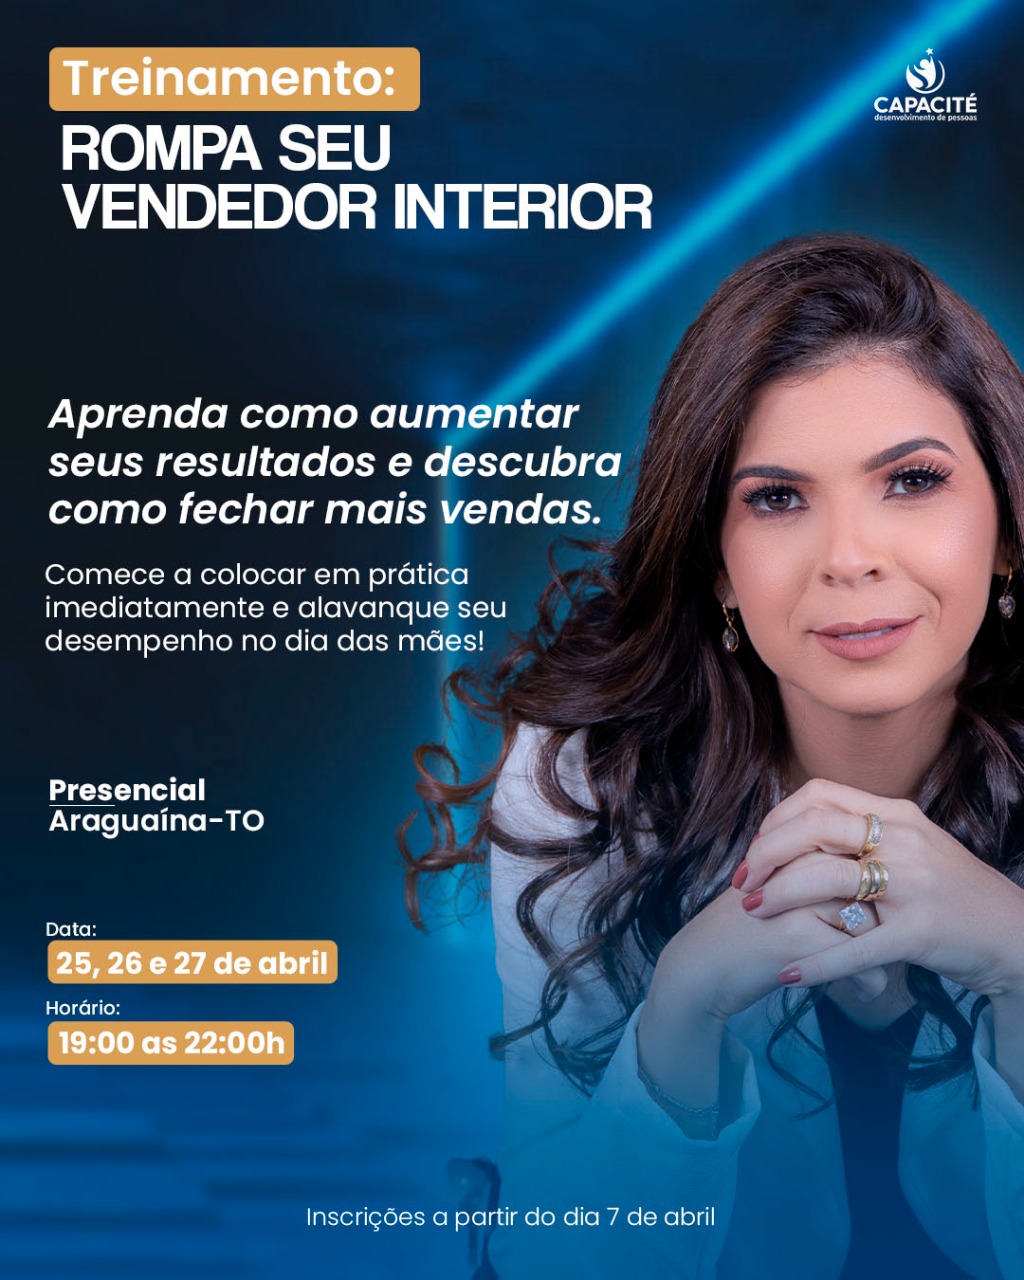 Treinamento:
CAPACITÉ
desenvolvimento de pessoas
ROMPA SEU
VENDEDOR INTERIOR
Aprenda como aumentar
seus resultados e descubra
como fechar mais vendas.
Comece a colocar em prática
imediatamente e alavanque seu
desempenho no dia das mães!
Presencial
Araguaína-TO
Data:
25, 26 e 27 de abril
Horário:
19:00 as 22:00h
Inscrições a partir do dia 7 de abril